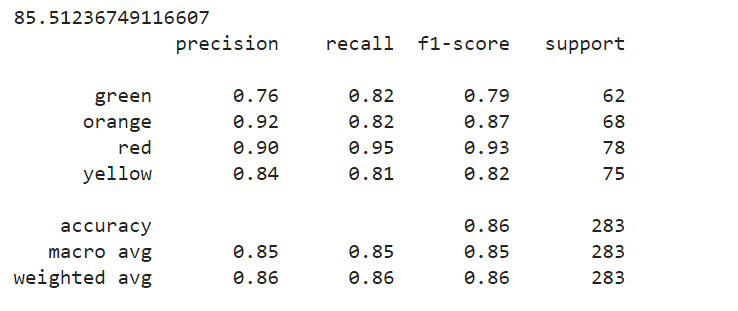 85.51236749116607
precision recall f1-score support
green 0.76 0.82 0.79 62
orange 0.92 0.82 0.87 68
red 0.90 0.95 0.93 78
yellow 0.84 0.81 0.82 75
accuracy 0.86 283
macro avg 0.85 0.85 0.85 283
weighted avg 0.86 0.86 0.86 283